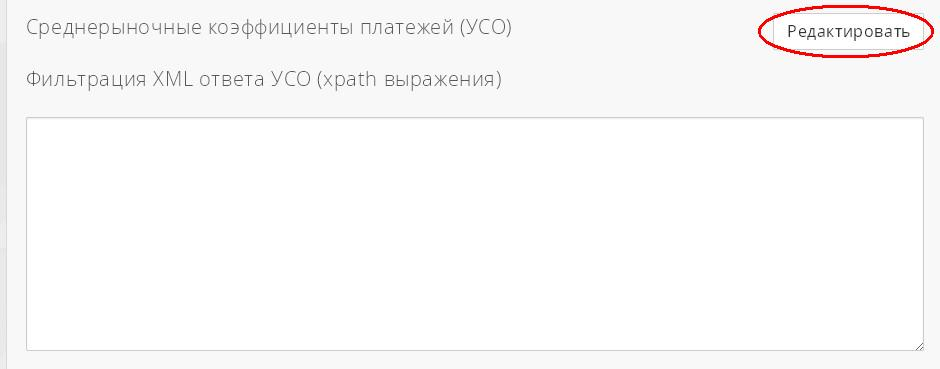 Среднерыночные коэффициенты платежей (УСО)
Редактировать
Фильтрация XML ответа УСО (xpath выражения)